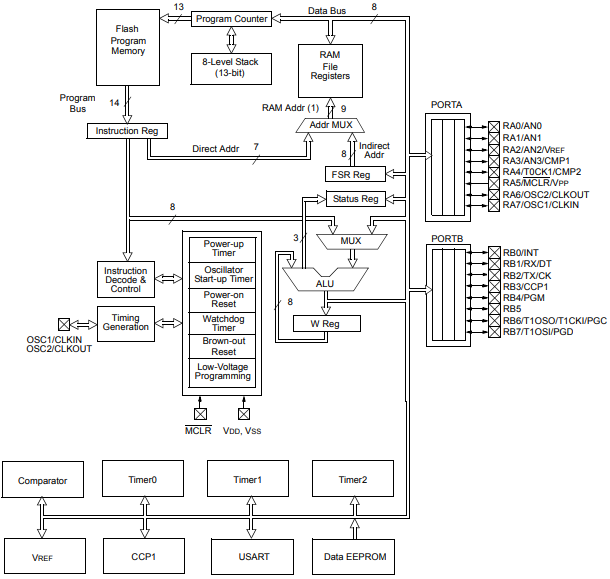 13
Data Bus
8
Flash
Program
Memory
Program Counter
8-Level Stack
(13-bit)
RAM
File
Registers
Program
Bus
14
RAM Addr (1)
9
PORTA
Instruction Reg
Addr MUX
Direct Addr
7
8
Indirect
Addr
FSR Reg
Status Reg
RA0/AN0
RA1/AN1
RA2/AN2/VREF
RA3/AN3/CMP1
RA4/T0CK1/CMP2
RA5/MCLR/VPP
RA6/OSC2/CLKOUT
RA7/OSC1/CLKIN
8
3
MUX
PORTB
Power-up
Timer
Instruction
Decode &
Control
Oscillator
Start-up Timer
ALU
Power-on
Reset
8
Timing
Generation
Watchdog
Timer
W Reg
OSC1/CLKIN
OSC2/CLKOUT
Brown-out
Reset
Low-Voltage
Programming
RB0/INT
RB1/RX/DT
RB2/TX/CK
RB3/CCP1
RB4/PGM
RB5
RB6/T1OSO/T1CKI/PGC
RB7/T1OSI/PGD
MCLR
VDD, VSS
Comparator
Timer0
Timer1
Timer2
VREF
CCP1
USART
Data EEPROM